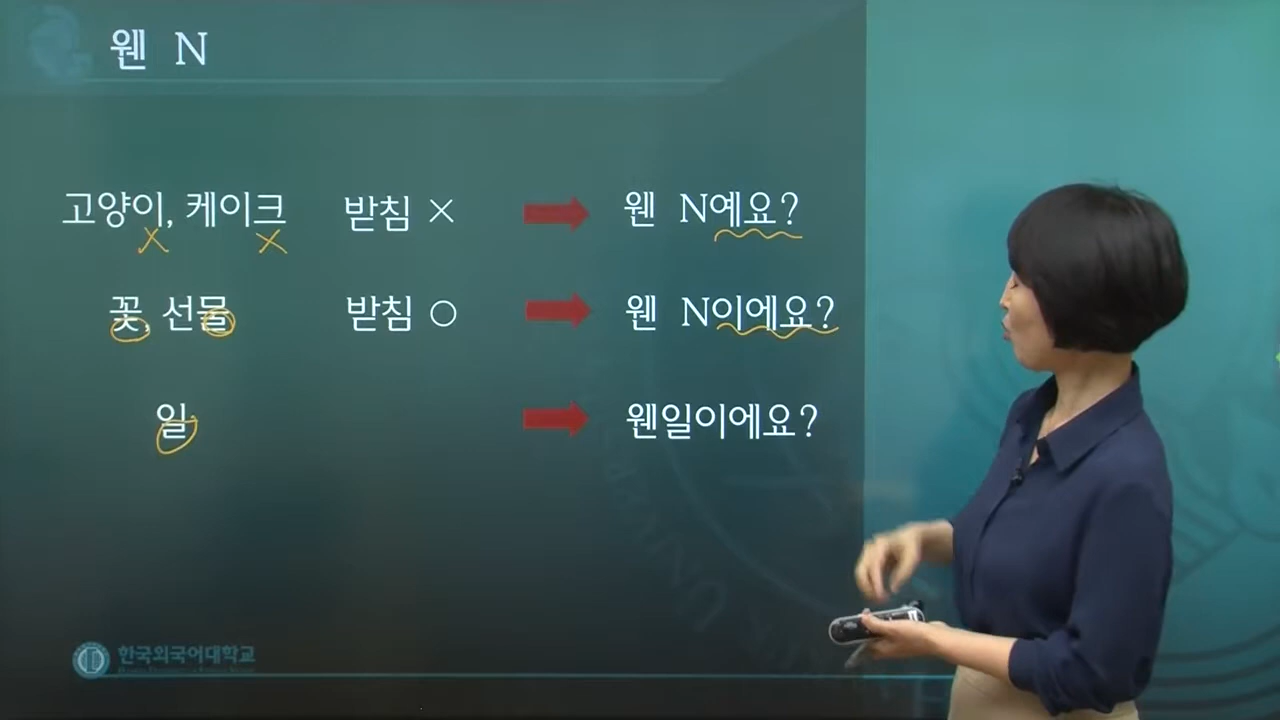 웬 N
고양이, 케이크 받침 × 웬 N예요?
꽃, 선물 받침 ○ 웬 N이에요?
일 웬일이에요?
한국외국어대학교